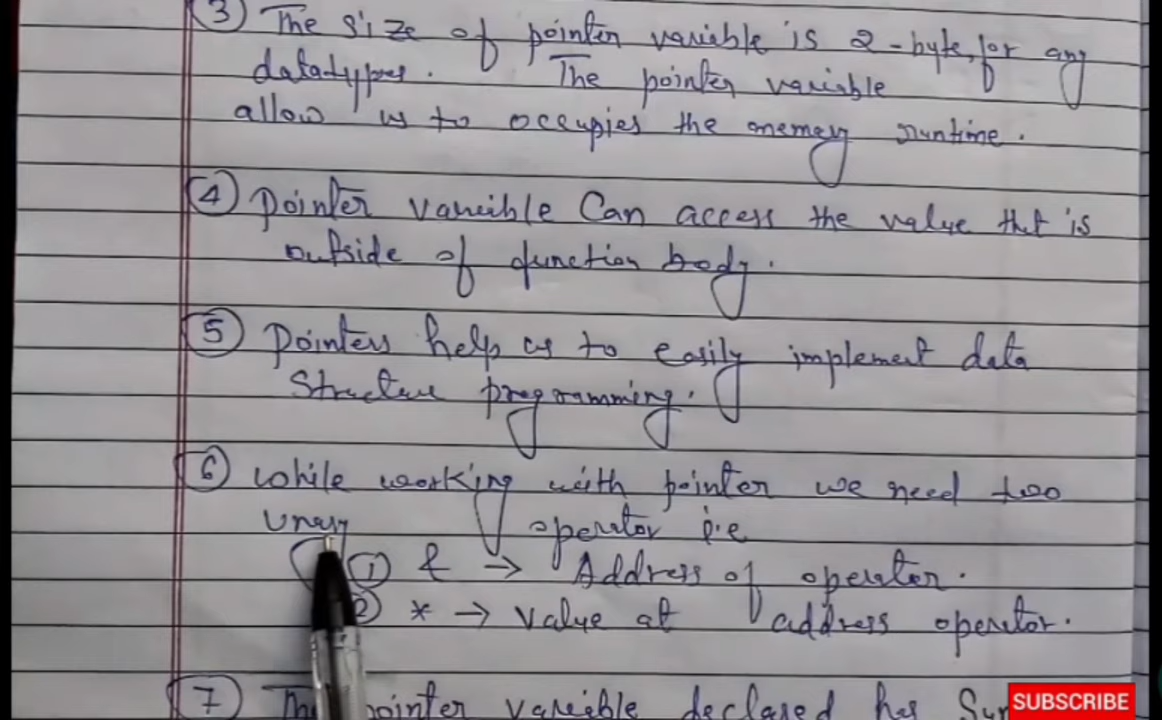 ③ The size of pointer variable is 2-byte, for any
datatypes. The pointer variable
allow us to occupies the memory runtime.
④ Pointer variable Can access the value that is
outside of function body.
⑤ Pointers help us to easily implement data
Structure programming.
⑥ While working with pointer we need two
Unary operator i.e
① & → Address of operator.
② * → Value at address operator.
⑦ The pointer variable declared has
SUBSCRIBE